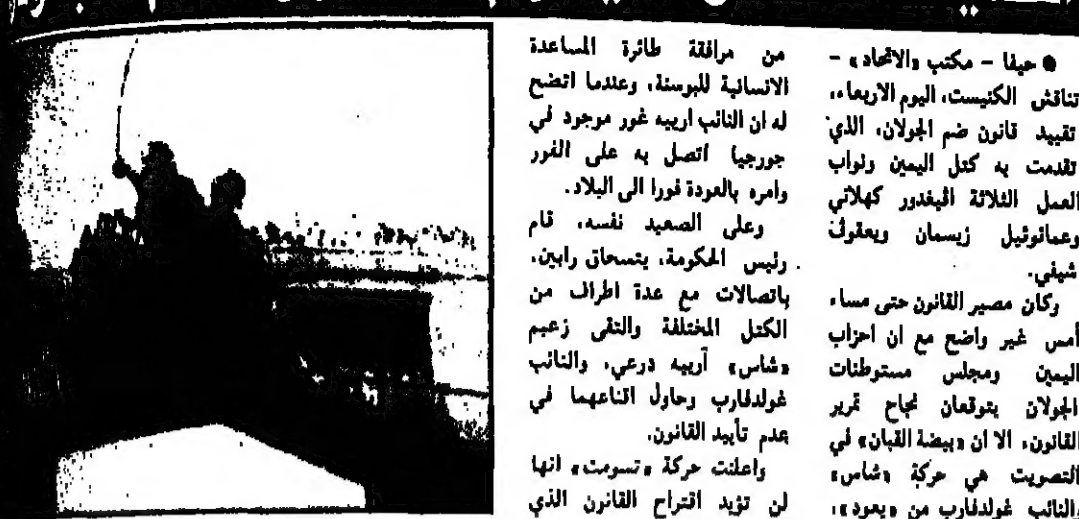 ● حيفا - مكتب «الاتحاد» -
تناقش الكنيست، اليوم الاربعاء،
تقييد قانون ضم الجولان، الذي
تقدمت به كتل اليمين ونواب
العمل الثلاثة اڤيغدور كهلاني
وعمانوئيل زيسمان ويعقوڤ
شيفي.
وكان مصير القانون حتى مساء
أمس غير واضح مع ان احزاب
اليمين ومجلس مستوطنات
الجولان يتوقعان نجاح تمرير
القانون، الا ان «بيضة القبان» في
التصويت هي حركة «شاس»
والنائب غولدفارب من «يعود»،
من مرافقة طائرة المساعدة
الانسانية للبوسنة، وعندما اتضح
له ان النائب ارييه غور موجود في
جورجيا اتصل به على الفور
وامره بالعودة فورا الى البلاد.
وعلى الصعيد نفسه، قام
رئيس الحكومة، يتسحاق رابين،
باتصالات مع عدة اطراف من
الكتل المختلفة والتقى زعيم
«شاس» آرييه درعي، والنائب
غولدفارب وحاول اقناعهما في
عدم تأييد القانون.
واعلنت حركة «تسومت» انها
لن تؤيد اقتراح القانون الذي